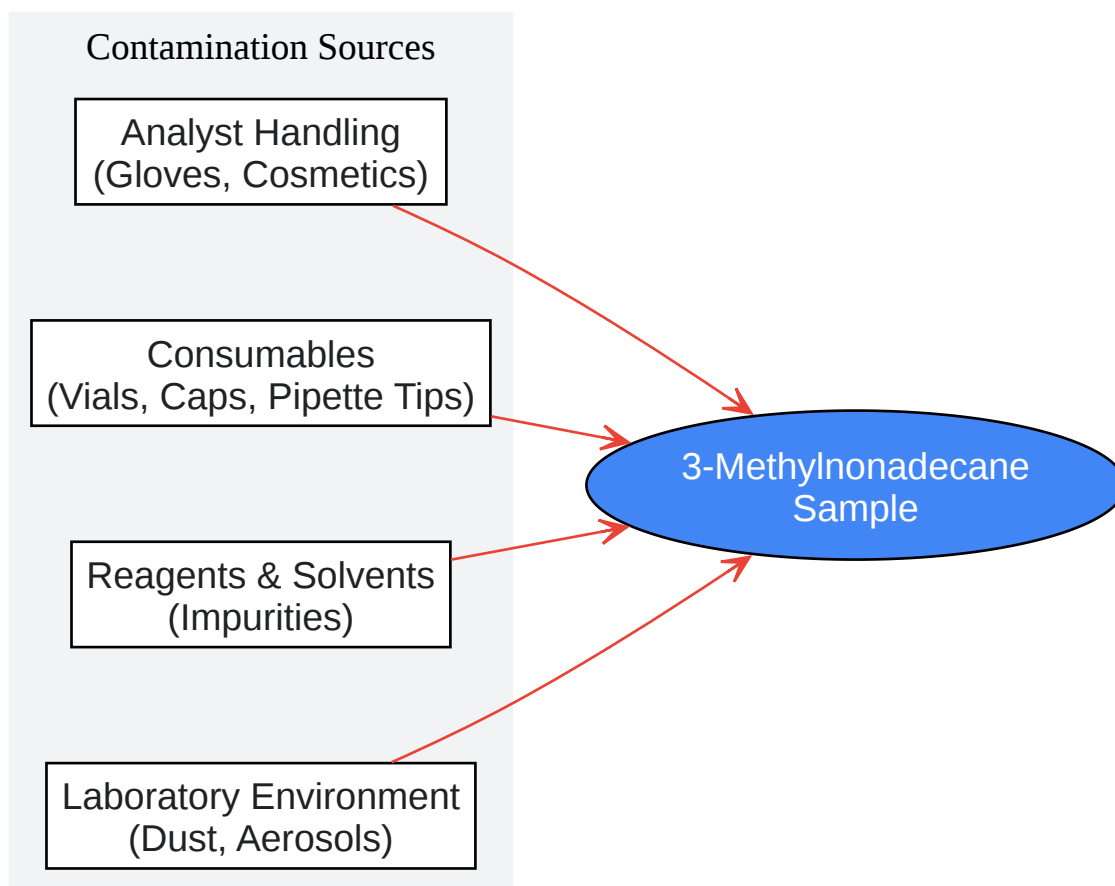 Contamination Sources
Analyst Handling
(Gloves, Cosmetics)
Consumables
(Vials, Caps, Pipette Tips)
3-Methylnonadecane
Sample
Reagents & Solvents
(Impurities)
Laboratory Environment
(Dust, Aerosols)